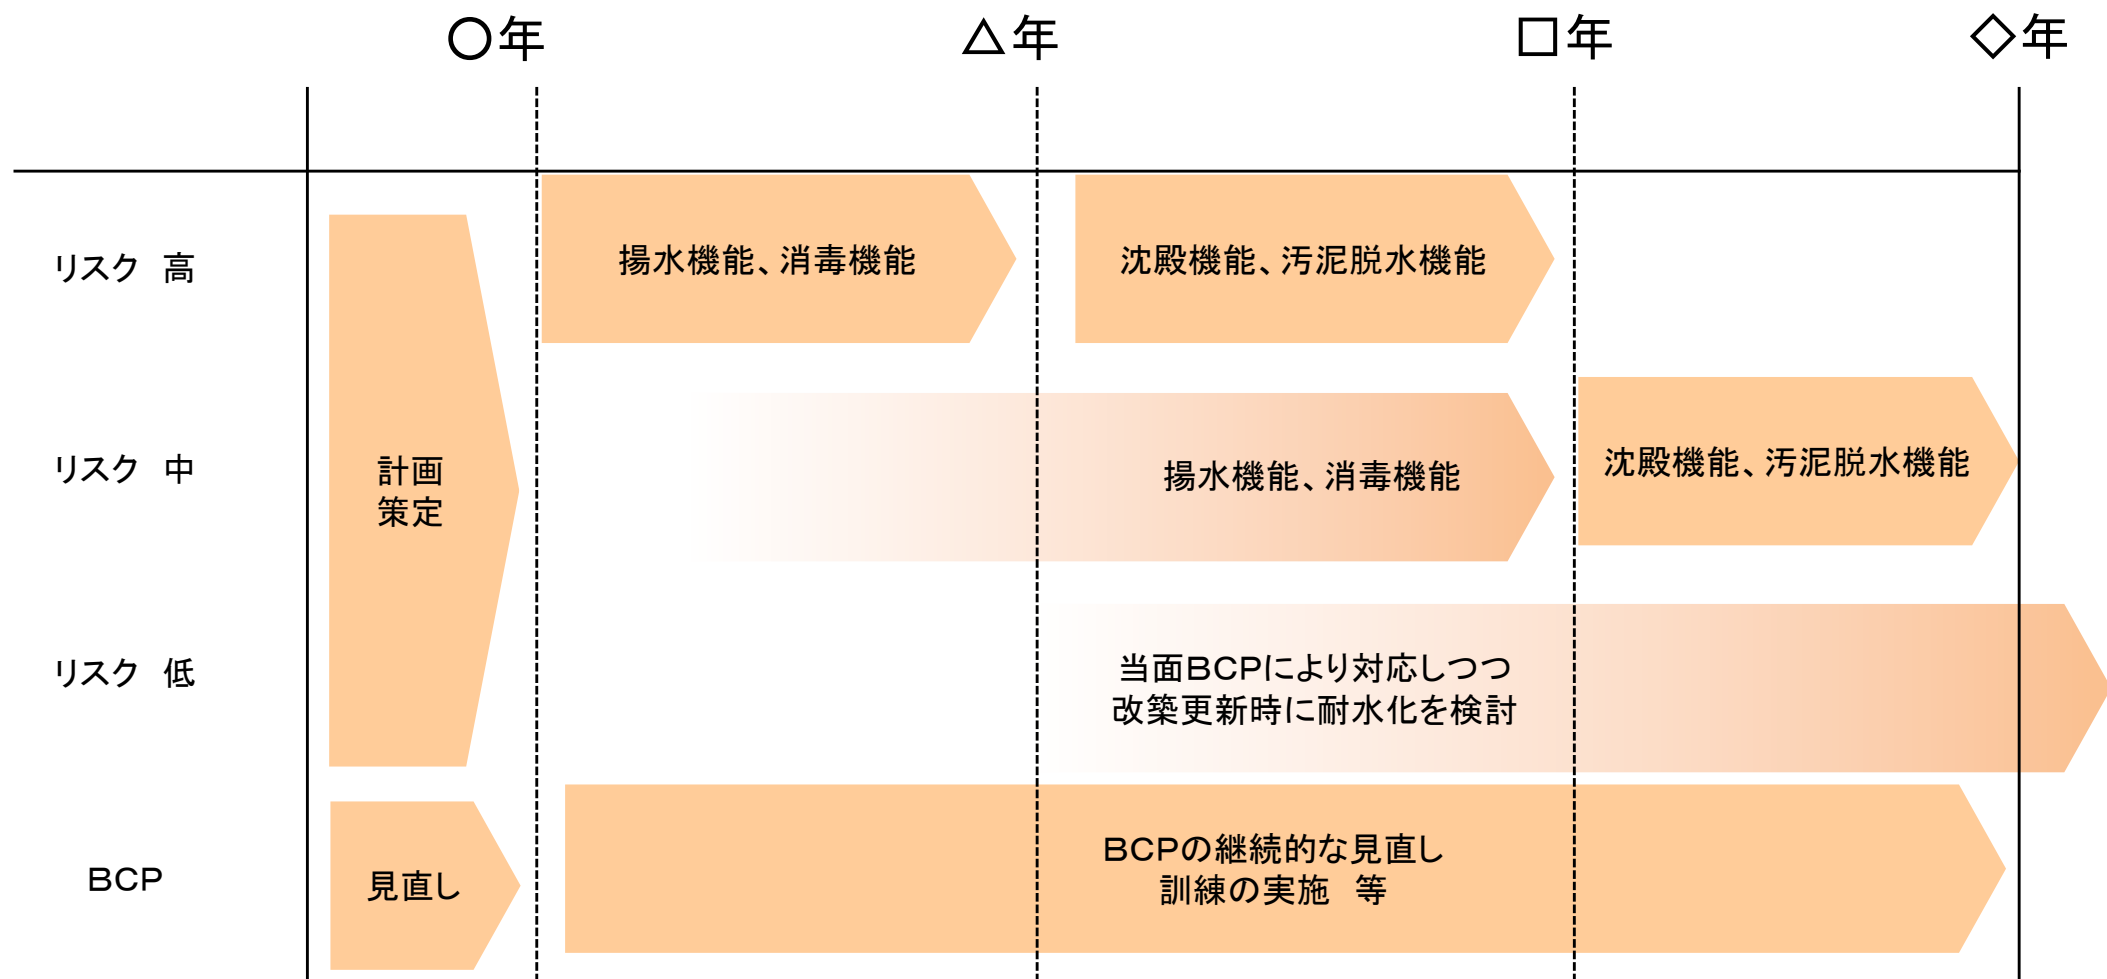 ○年 △年 □年 ◇年
リスク　高
揚水機能、消毒機能
沈殿機能、汚泥脱水機能
リスク　中
計画
策定
揚水機能、消毒機能
沈殿機能、汚泥脱水機能
リスク　低
当面BCPにより対応しつつ
改築更新時に耐水化を検討
BCP
見直し
BCPの継続的な見直し
訓練の実施　等